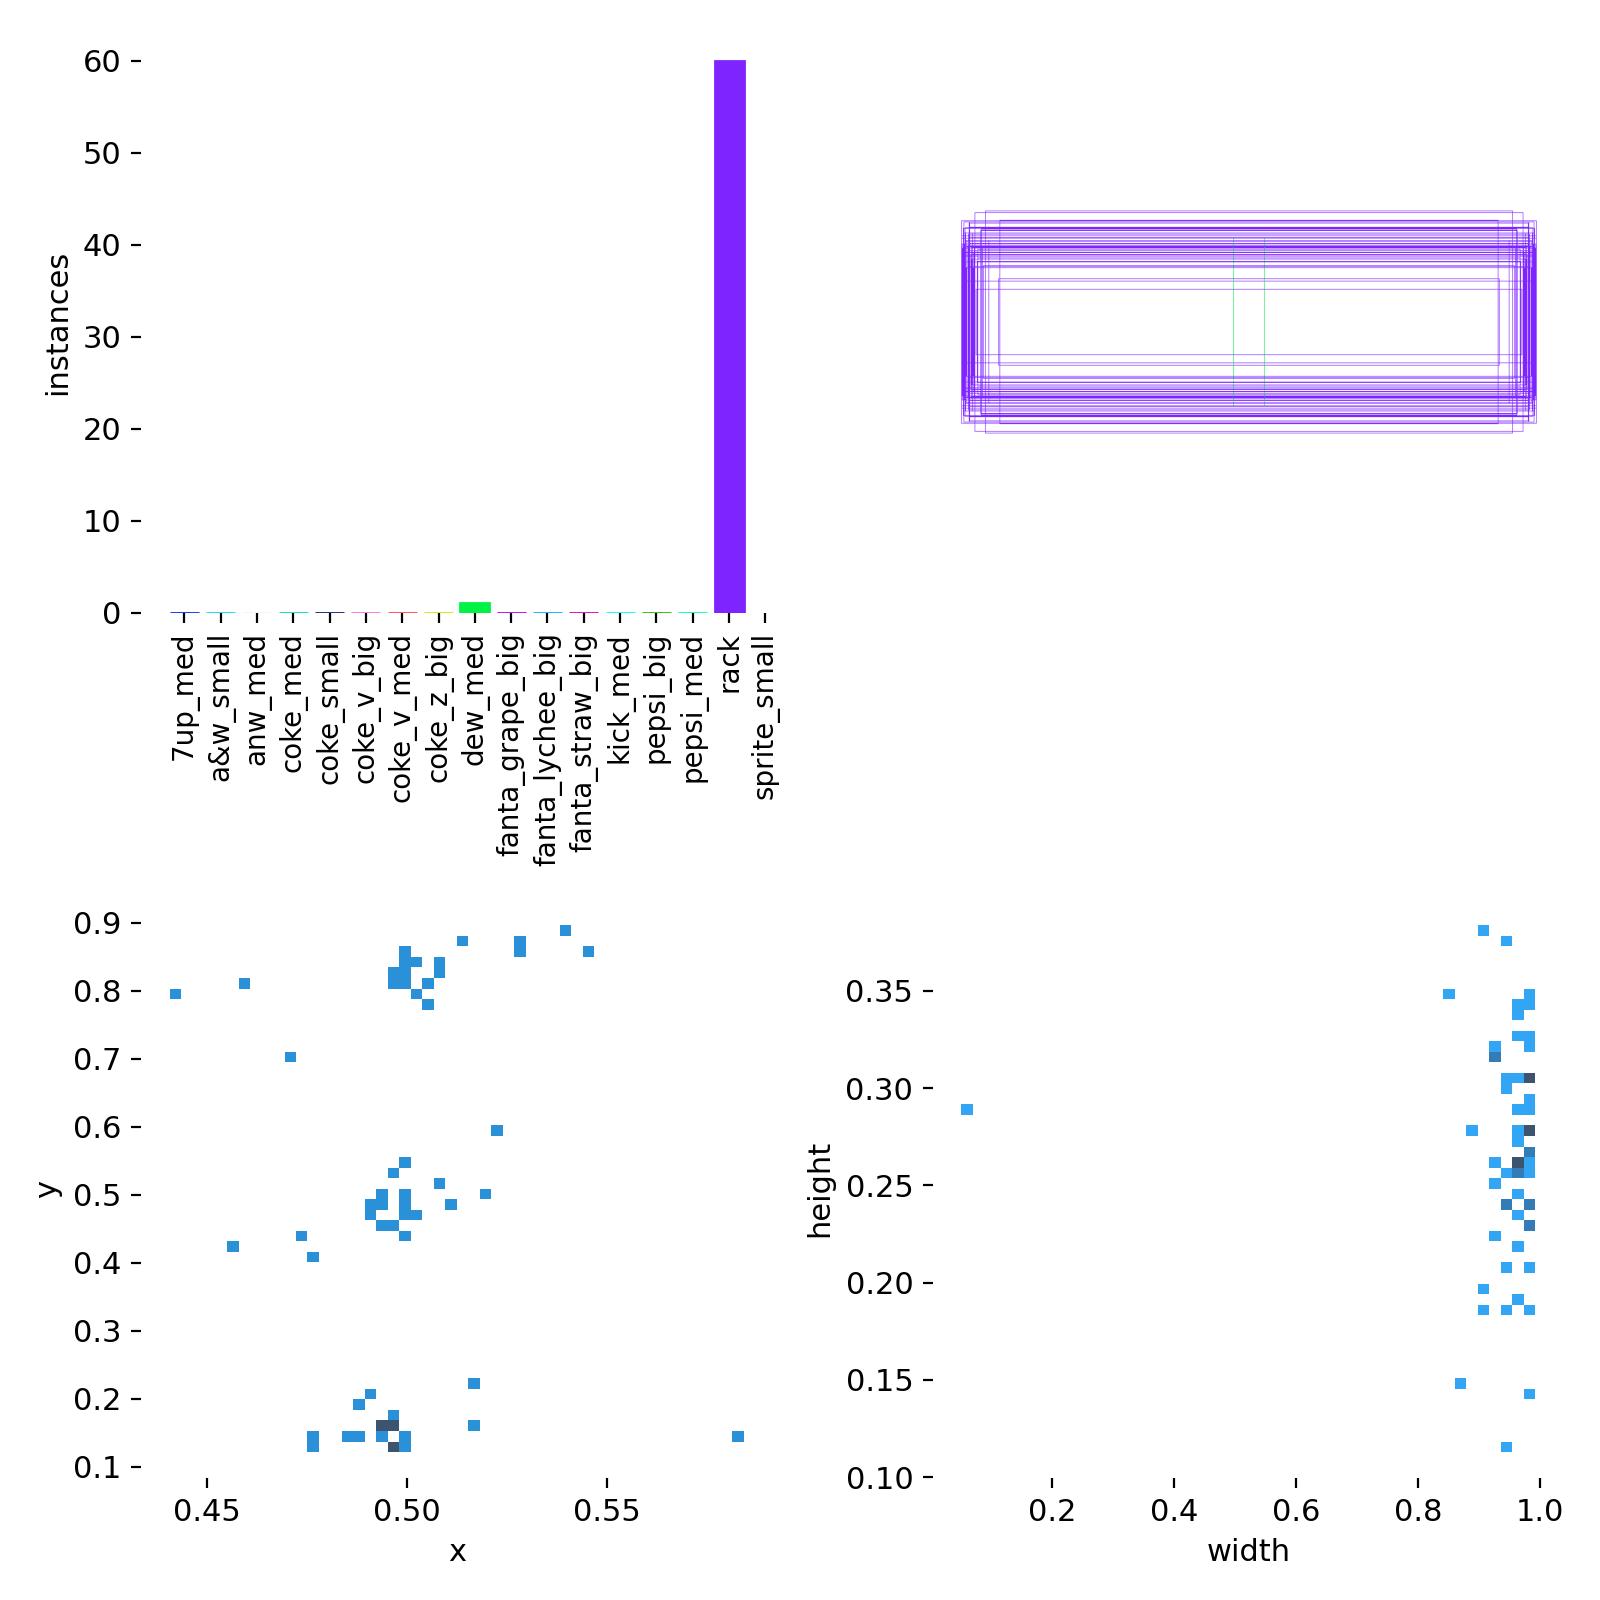 60
50
40
30
20
10
0
instances
7up_med
a&w_small
anw_med
coke_med
coke_small
coke_v_big
coke_v_med
coke_z_big
dew_med
fanta_grape_big
fanta_lychee_big
fanta_straw_big
kick_med
pepsi_big
pepsi_med
rack
sprite_small
0.9
0.8
0.7
0.6
0.5
0.4
0.3
0.2
0.1
y
0.45 0.50 0.55
x
0.35
0.30
0.25
0.20
0.15
0.10
height
0.2 0.4 0.6 0.8 1.0
width